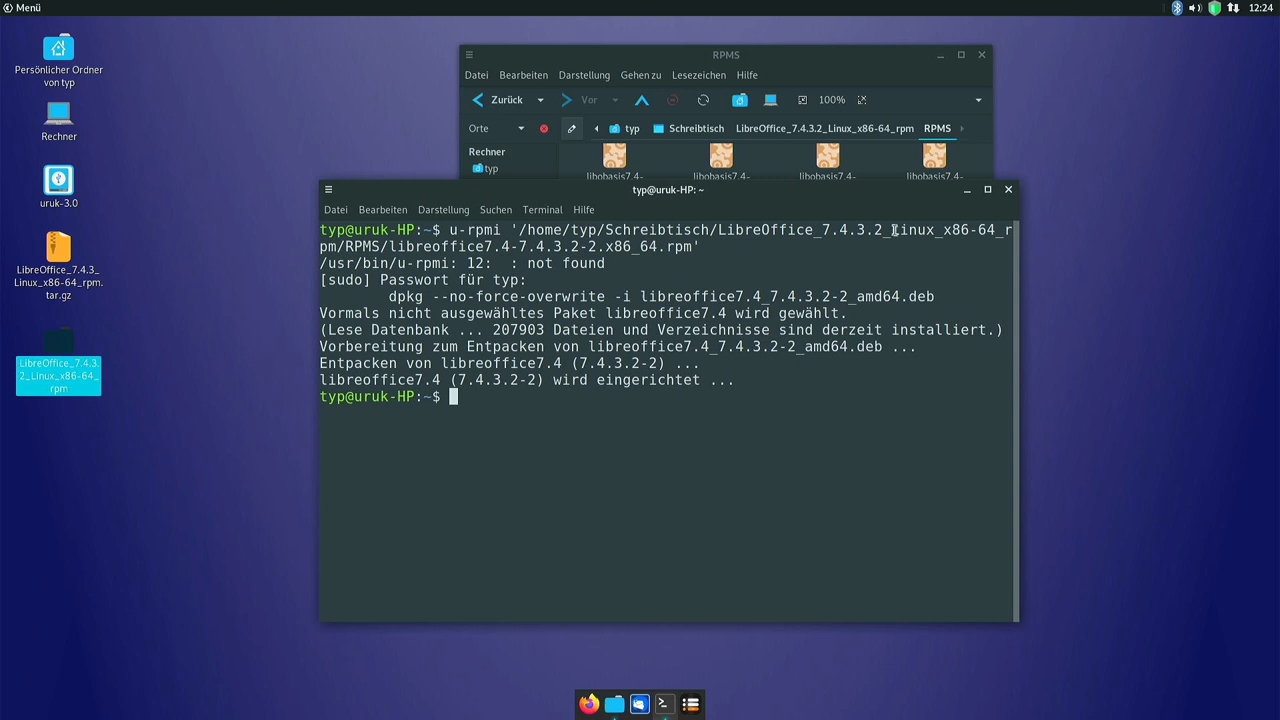 Menü
12:24
Persönlicher Ordner
von typ
Rechner
uruk-3.0
LibreOffice_7.4.3_
Linux_x86-64_rpm.
tar.gz
LibreOffice_7.4.3.
2_Linux_x86-64_
rpm
RPMS
Datei Bearbeiten Darstellung Gehen zu Lesezeichen Hilfe
Zurück Vor 100%
Orte typ Schreibtisch LibreOffice_7.4.3.2_Linux_x86-64_rpm RPMS
Rechner
typ
libobasis7.4- libobasis7.4- libobasis7.4- libobasis7.4-
typ@uruk-HP: ~
Datei Bearbeiten Darstellung Suchen Terminal Hilfe
typ@uruk-HP:~$ u-rpmi '/home/typ/Schreibtisch/LibreOffice_7.4.3.2_Linux_x86-64_r
pm/RPMS/libreoffice7.4-7.4.3.2-2.x86_64.rpm'
/usr/bin/u-rpmi: 12:  : not found
[sudo] Passwort für typ:
dpkg --no-force-overwrite -i libreoffice7.4_7.4.3.2-2_amd64.deb
Vormals nicht ausgewähltes Paket libreoffice7.4 wird gewählt.
(Lese Datenbank ... 207903 Dateien und Verzeichnisse sind derzeit installiert.)
Vorbereitung zum Entpacken von libreoffice7.4_7.4.3.2-2_amd64.deb ...
Entpacken von libreoffice7.4 (7.4.3.2-2) ...
libreoffice7.4 (7.4.3.2-2) wird eingerichtet ...
typ@uruk-HP:~$